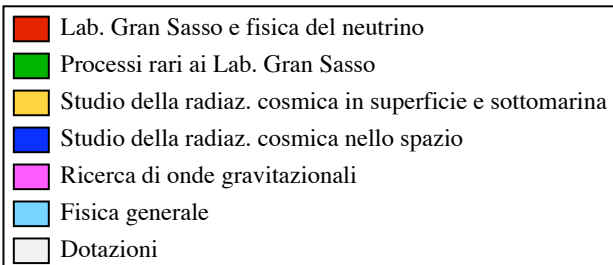 Lab. Gran Sasso e fisica del neutrino
Processi rari ai Lab. Gran Sasso
Studio della radiaz. cosmica in superficie e sottomarina
Studio della radiaz. cosmica nello spazio
Ricerca di onde gravitazionali
Fisica generale
Dotazioni